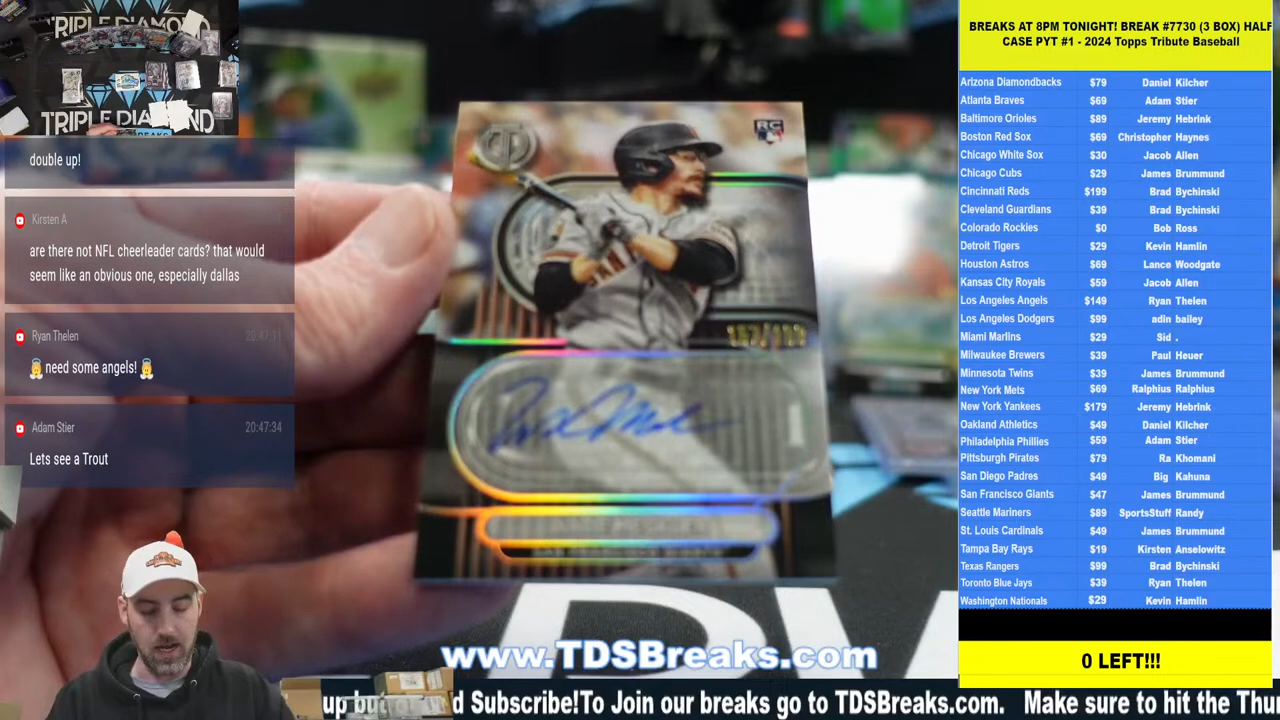 TRIPLE DIAMOND
TRIPLE DIAMOND
BREAKS
double up!
Kirsten A
are there not NFL cheerleader cards? that would
seem like an obvious one, especially dallas
Ryan Thelen
need some angels!
Adam Stier 20:47:34
Lets see a Trout
RC
SAN FRANCISCO GIANTS
www.TDSBreaks.com
Subscribe!To Join our breaks go to TDSBreaks.com. Make sure to hit the
BREAKS AT 8PM TONIGHT! BREAK #7730 (3 BOX) HALF
CASE PYT #1 - 2024 Topps Tribute Baseball
Arizona Diamondbacks $79 Daniel Kilcher
Atlanta Braves $69 Adam Stier
Baltimore Orioles $89 Jeremy Hebrink
Boston Red Sox $69 Christopher Haynes
Chicago White Sox $30 Jacob Allen
Chicago Cubs $29 James Brummund
Cincinnati Reds $199 Brad Bychinski
Cleveland Guardians $39 Brad Bychinski
Colorado Rockies $0 Bob Ross
Detroit Tigers $29 Kevin Hamlin
Houston Astros $69 Lance Woodgate
Kansas City Royals $59 Jacob Allen
Los Angeles Angels $149 Ryan Thelen
Los Angeles Dodgers $99 adin bailey
Miami Marlins $29 Sid .
Milwaukee Brewers $39 Paul Heuer
Minnesota Twins $39 James Brummund
New York Mets $69 Ralphius Ralphius
New York Yankees $179 Jeremy Hebrink
Oakland Athletics $49 Daniel Kilcher
Philadelphia Phillies $59 Adam Stier
Pittsburgh Pirates $79 Ra Khomani
San Diego Padres $49 Big Kahuna
San Francisco Giants $47 James Brummund
Seattle Mariners $89 SportsStuff Randy
St. Louis Cardinals $49 James Brummund
Tampa Bay Rays $19 Kirsten Anselowitz
Texas Rangers $99 Brad Bychinski
Toronto Blue Jays $39 Ryan Thelen
Washington Nationals $29 Kevin Hamlin
0 LEFT!!!